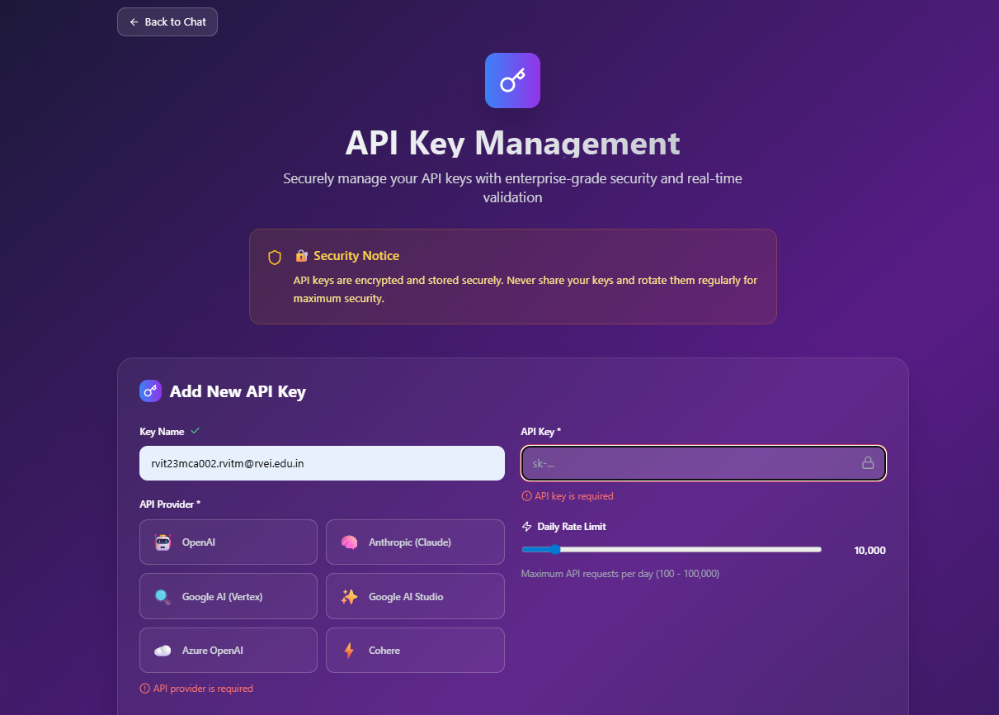 Back to Chat
API Key Management
Securely manage your API keys with enterprise-grade security and real-time
validation
Security Notice
API keys are encrypted and stored securely. Never share your keys and rotate them regularly for
maximum security.
Add New API Key
Key Name
rvit23mca002.rvitm@rvei.edu.in
API Provider *
OpenAI
Anthropic (Claude)
Google AI (Vertex)
Google AI Studio
Azure OpenAI
Cohere
API provider is required
API Key *
sk-...
API key is required
Daily Rate Limit
10,000
Maximum API requests per day (100 - 100,000)